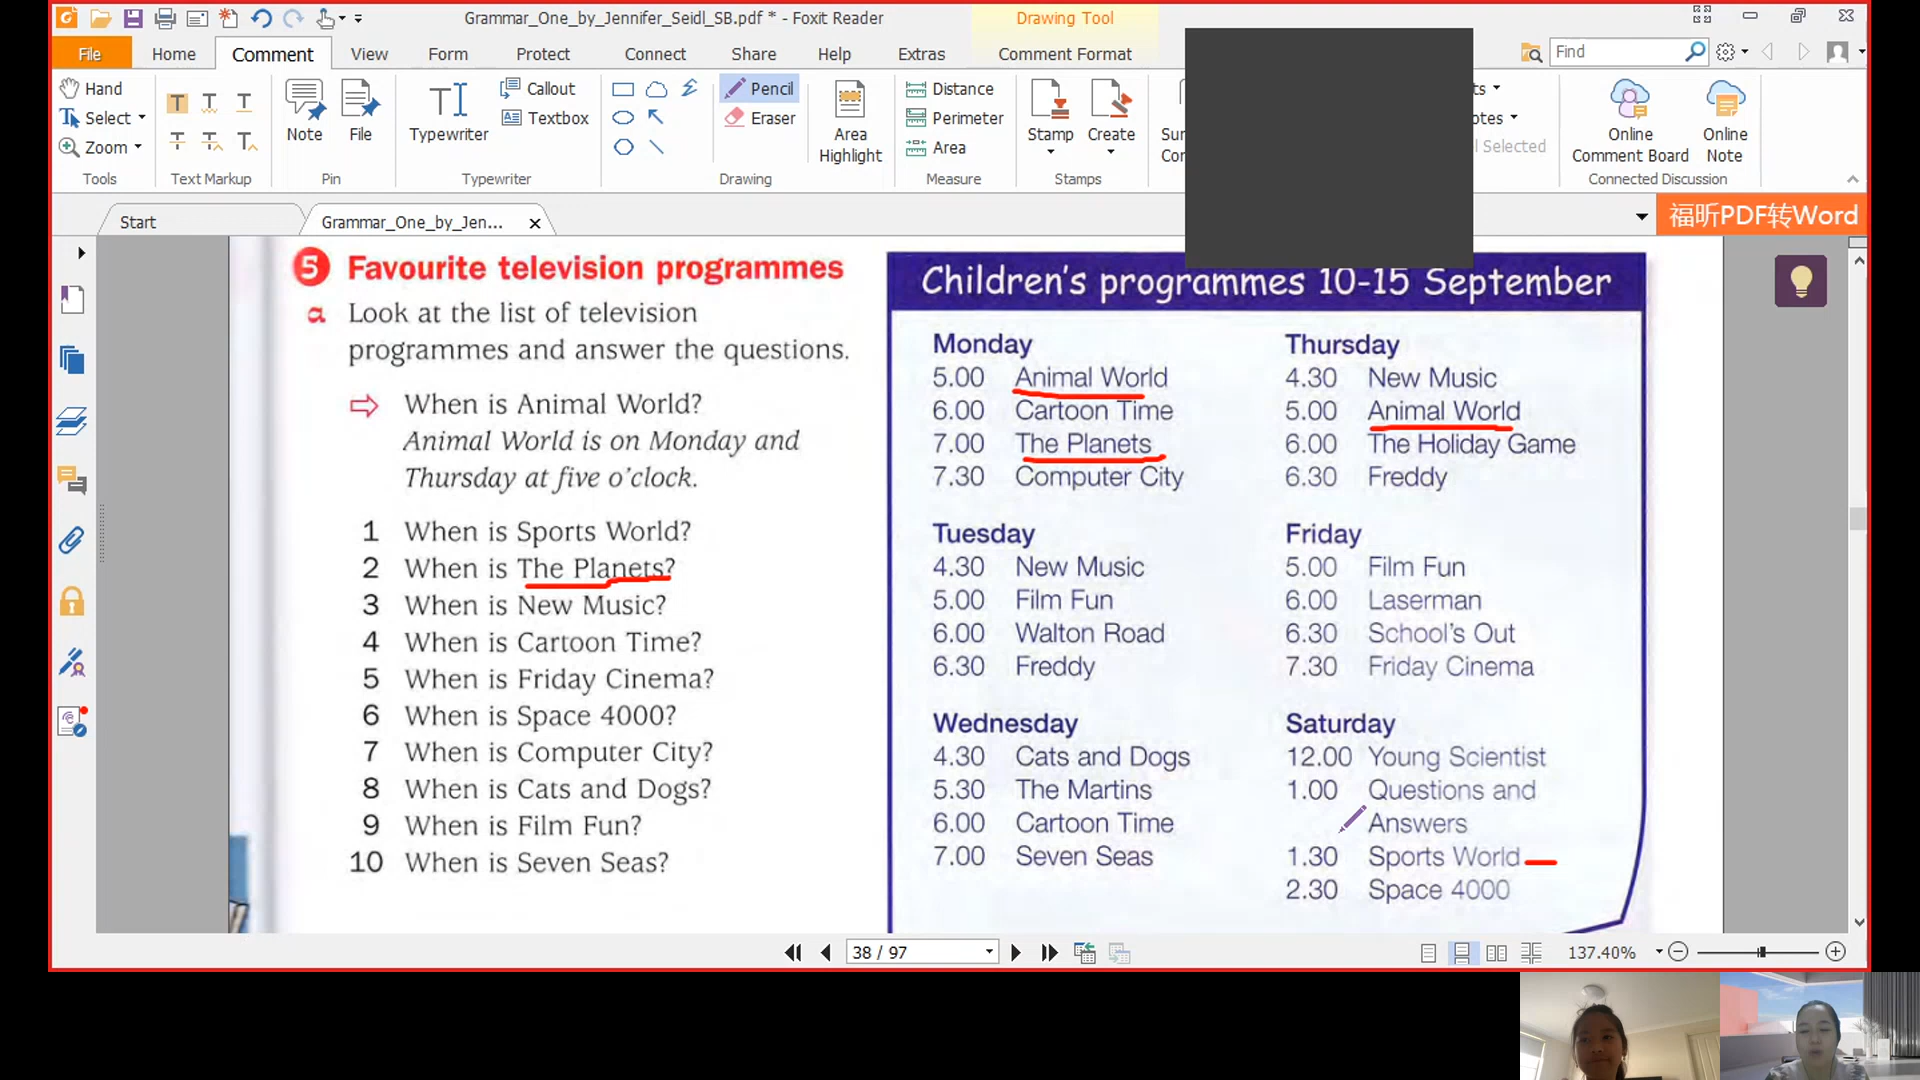 Grammar_One_by_Jennifer_Seidl_SB.pdf * - Foxit Reader
Drawing Tool
File Home Comment View Form Protect Connect Share Help Extras Comment Format
Find
Hand
Select
Zoom
Tools
Text Markup
Note
File
Pin
Typewriter
Callout
Textbox
Typewriter
Pencil
Eraser
Drawing
Area
Highlight
Distance
Perimeter
Area
Measure
Stamp
Create
Stamps
Selected
Online
Comment Board
Online
Note
Connected Discussion
Start
Grammar_One_by_Jen...
福昕PDF转Word
5 Favourite television programmes
a Look at the list of television
programmes and answer the questions.
When is Animal World?
Animal World is on Monday and
Thursday at five o'clock.
1 When is Sports World?
2 When is The Planets?
3 When is New Music?
4 When is Cartoon Time?
5 When is Friday Cinema?
6 When is Space 4000?
7 When is Computer City?
8 When is Cats and Dogs?
9 When is Film Fun?
10 When is Seven Seas?
Children's programmes 10-15 September
Monday
5.00 Animal World
6.00 Cartoon Time
7.00 The Planets
7.30 Computer City
Tuesday
4.30 New Music
5.00 Film Fun
6.00 Walton Road
6.30 Freddy
Wednesday
4.30 Cats and Dogs
5.30 The Martins
6.00 Cartoon Time
7.00 Seven Seas
Thursday
4.30 New Music
5.00 Animal World
6.00 The Holiday Game
6.30 Freddy
Friday
5.00 Film Fun
6.00 Laserman
6.30 School's Out
7.30 Friday Cinema
Saturday
12.00 Young Scientist
1.00 Questions and
Answers
1.30 Sports World
2.30 Space 4000
38 / 97
137.40%